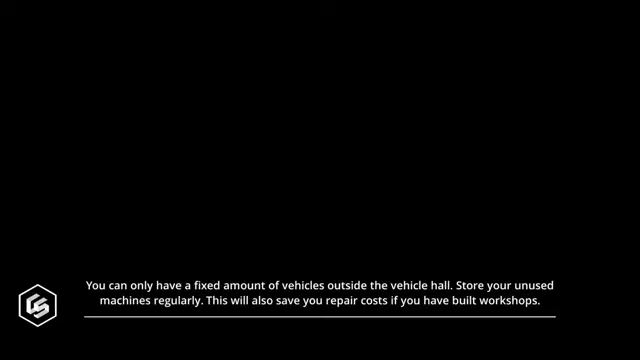 You can only have a fixed amount of vehicles outside the vehicle hall. Store your unused
machines regularly. This will also save you repair costs if you have built workshops.